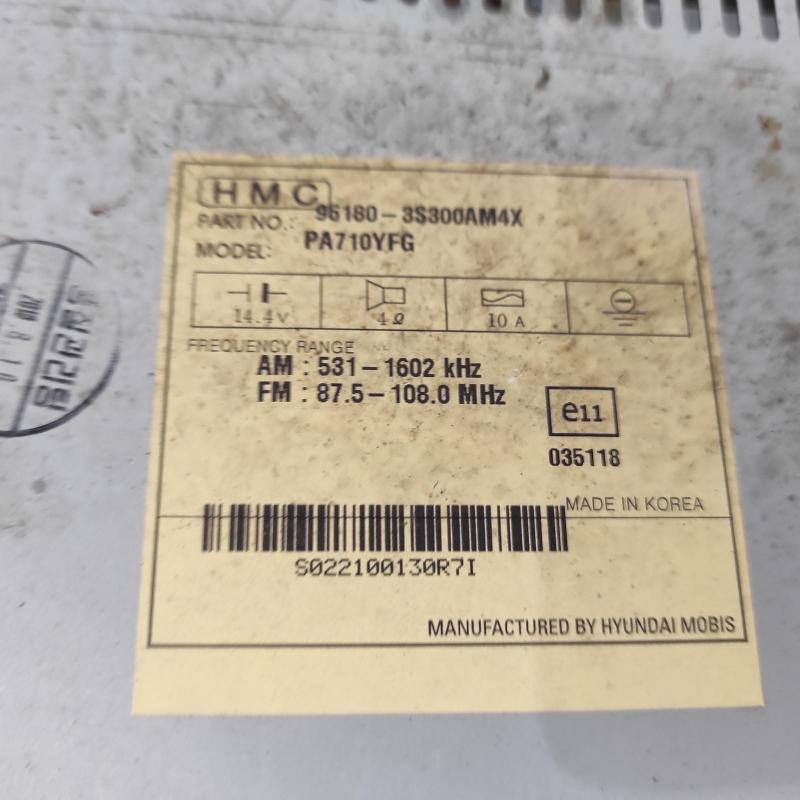 HMC
PART NO.: 96180-3S300AM4X
MODEL: PA710YFG
14.4V 4Ω 10 A
FREQUENCY RANGE
AM : 531-1602 kHz
FM : 87.5-108.0 MHz
e11
035118
MADE IN KOREA
S022100130R7I
MANUFACTURED BY HYUNDAI MOBIS